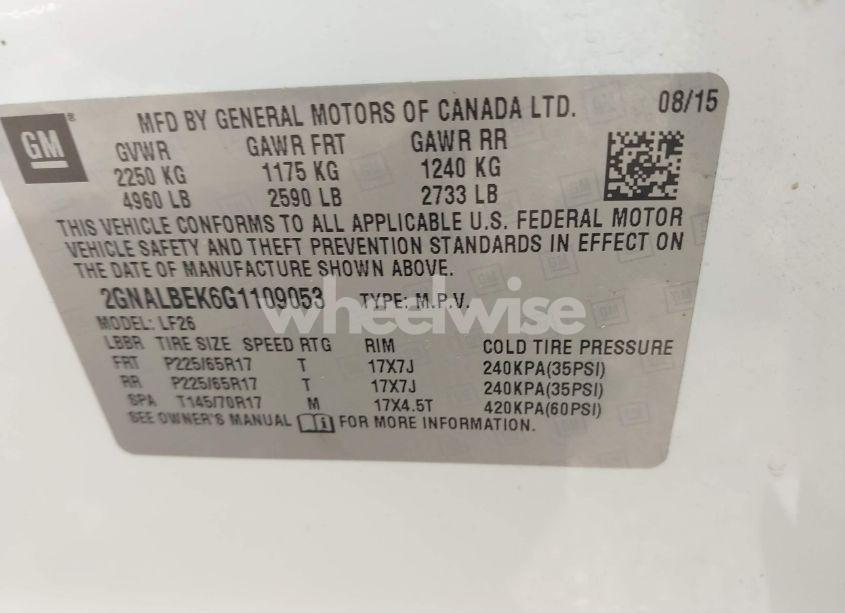 GM®
MFD BY GENERAL MOTORS OF CANADA LTD. 08/15
GVWR GAWR FRT GAWR RR
2250 KG 1175 KG 1240 KG
4960 LB 2590 LB 2733 LB
THIS VEHICLE CONFORMS TO ALL APPLICABLE U.S. FEDERAL MOTOR
VEHICLE SAFETY AND THEFT PREVENTION STANDARDS IN EFFECT ON
THE DATE OF MANUFACTURE SHOWN ABOVE.
2GNALBEK6G1109053 TYPE: M.P.V.
wheelwise
MODEL: LF26
LBBR TIRE SIZE SPEED RTG RIM COLD TIRE PRESSURE
FRT P225/65R17 T 17X7J 240KPA(35PSI)
RR P225/65R17 T 17X7J 240KPA(35PSI)
SPA T145/70R17 M 17X4.5T 420KPA(60PSI)
SEE OWNER'S MANUAL i FOR MORE INFORMATION.